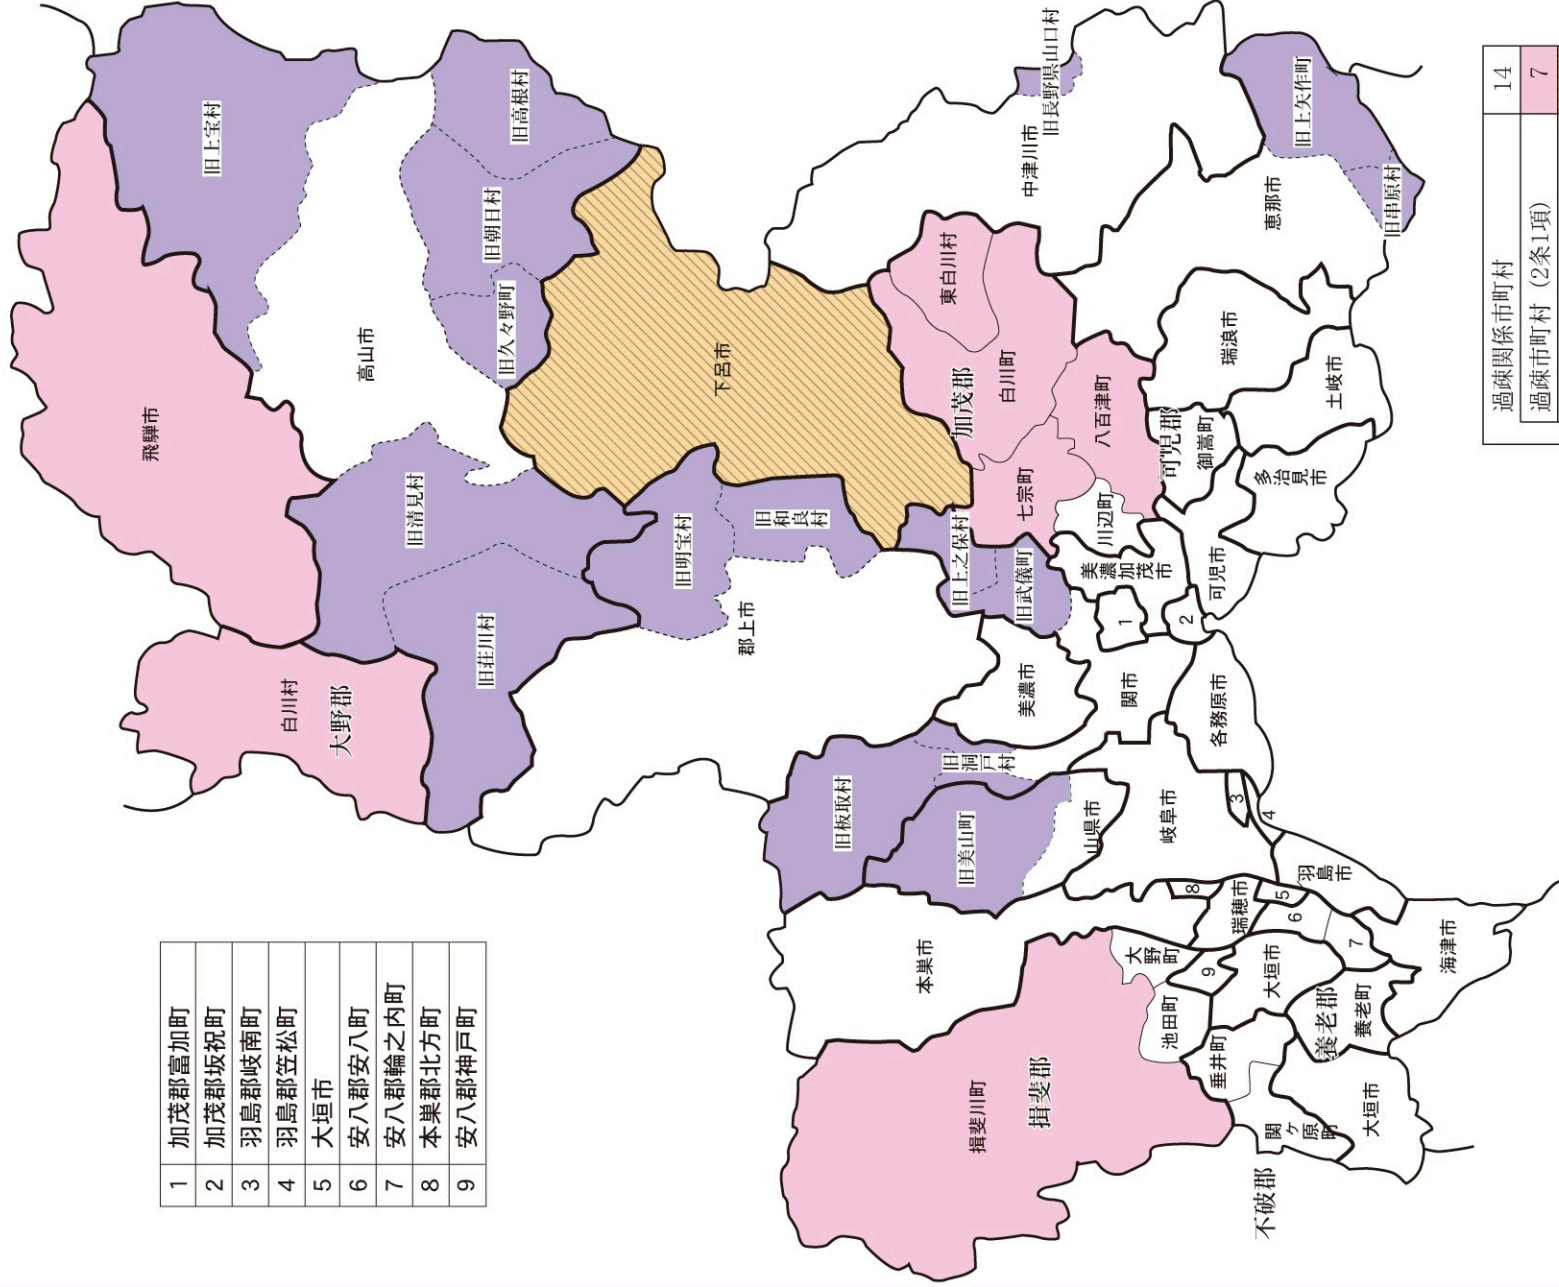 飛騨市
白川村
大野郡
旧上宝村
高山市
旧高根村
旧朝日村
旧久々野町
旧清見村
旧荘川村
下呂市
旧明宝村
旧和良村
郡上市
旧長野県山口村
中津川市
旧上矢作町
旧串原村
恵那市
東白川村
白川町
加茂郡
八百津町
七宗町
川辺町
旧上之保村
旧武儀町
美濃加茂市
可児郡
御嵩町
瑞浪市
土岐市
多治見市
可児市
1
2
美濃市
関市
各務原市
旧洞戸村
旧板取村
旧美山町
山県市
岐阜市
3
4
羽島市
8
瑞穂市
5
6
7
海津市
本巣市
大野町
9
大垣市
養老郡
養老町
池田町
垂井町
揖斐川町
揖斐郡
関ヶ原町
大垣市
不破郡
1 加茂郡富加町
2 加茂郡坂祝町
3 羽島郡岐南町
4 羽島郡笠松町
5 大垣市
6 安八郡安八町
7 安八郡輪之内町
8 本巣郡北方町
9 安八郡神戸町
過疎関係市町村 14
過疎市町村（2条1項） 7